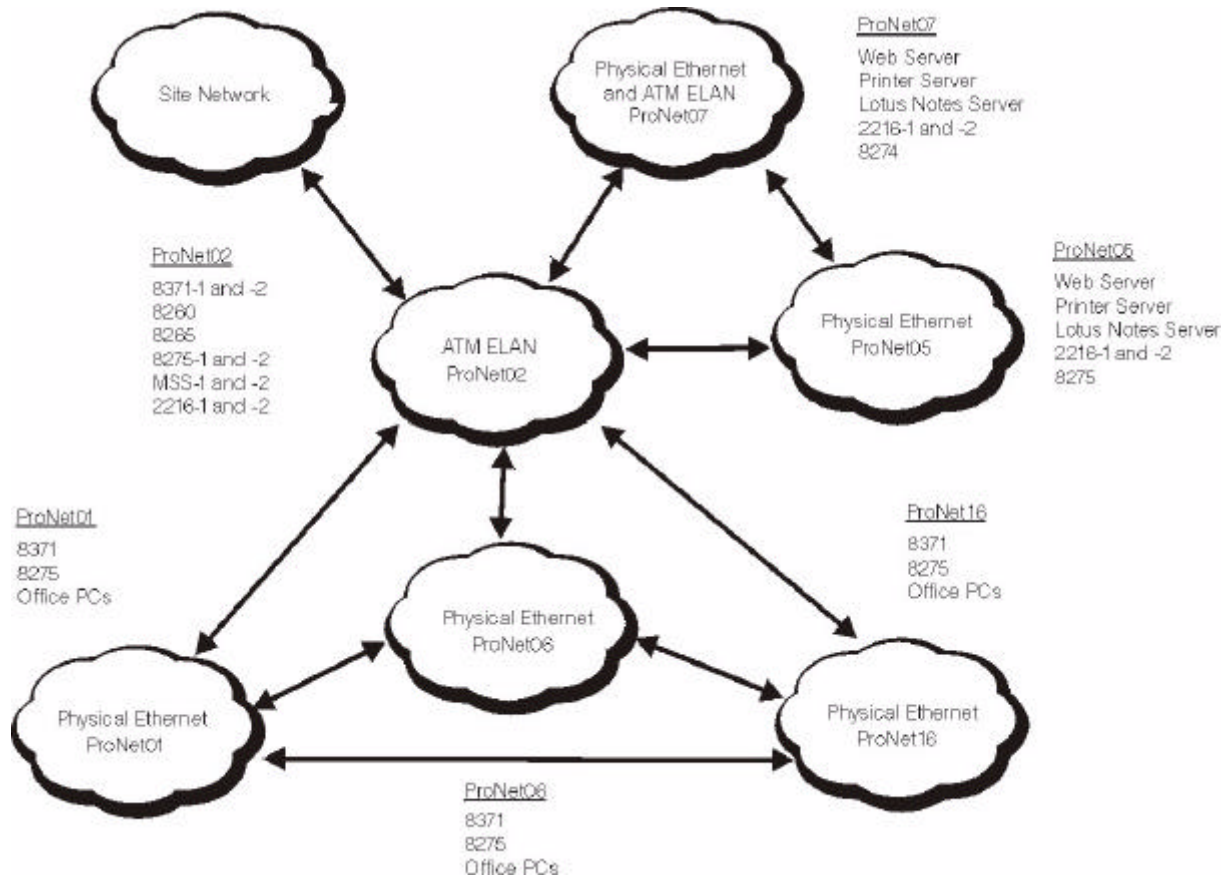 ProNet07
Web Server
Printer Server
Lotus Notes Server
2216-1 and -2
8274
Site Network
Physical Ethernet
and ATM ELAN
ProNet07
ProNet02
8371-1 and -2
8260
8265
8275-1 and -2
MSS-1 and -2
2216-1 and -2
ATM ELAN
ProNet02
Physical Ethernet
ProNet05
ProNet05
Web Server
Printer Server
Lotus Notes Server
2216-1 and -2
8275
ProNet01
8371
8275
Office PCs
ProNet16
8371
8275
Office PCs
Physical Ethernet
ProNet06
Physical Ethernet
ProNet01
Physical Ethernet
ProNet16
ProNet06
8371
8275
Office PCs